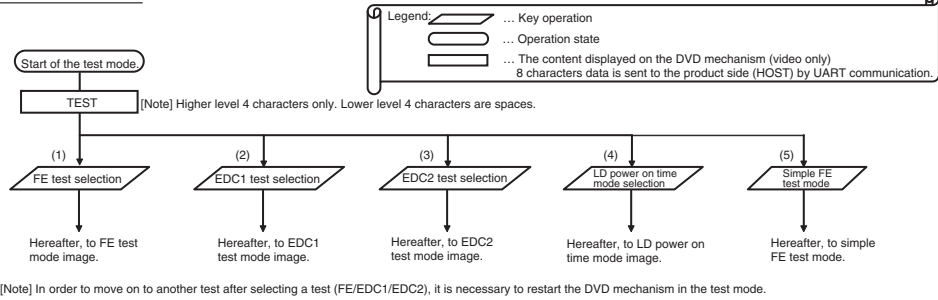 Legend:
... Key operation
... Operation state
... The content displayed on the DVD mechanism (video only)
8 characters data is sent to the product side (HOST) by UART communication.
Start of the test mode.
TEST
[Note] Higher level 4 characters only. Lower level 4 characters are spaces.
(1)
(2)
(3)
(4)
(5)
FE test selection
EDC1 test selection
EDC2 test selection
LD power on time
mode selection
Simple FE
test mode
Hereafter, to FE test
mode image.
Hereafter, to EDC1
test mode image.
Hereafter, to EDC2
test mode image.
Hereafter, to LD power on
time mode image.
Hereafter, to simple
FE test mode.
[Note] In order to move on to another test after selecting a test (FE/EDC1/EDC2), it is necessary to restart the DVD mechanism in the test mode.